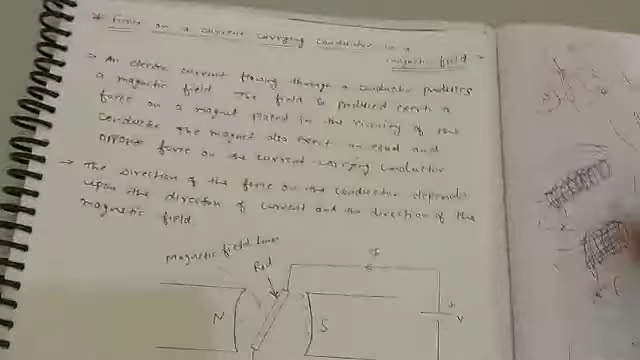 * Force on a current carrying conductor in a
magnetic field -
→ An electric current flowing through a conductor produces
a magnetic field. The field so produced exerts a
force on a magnet placed in the vicinity of the
conductor. The magnet also exert an equal and
opposite force on the current-carrying conductor
→ The direction of the force on the conductor depends
upon the direction of current and the direction of the
magnetic field.
Magnetic field lines
Rod
N
S
+
V